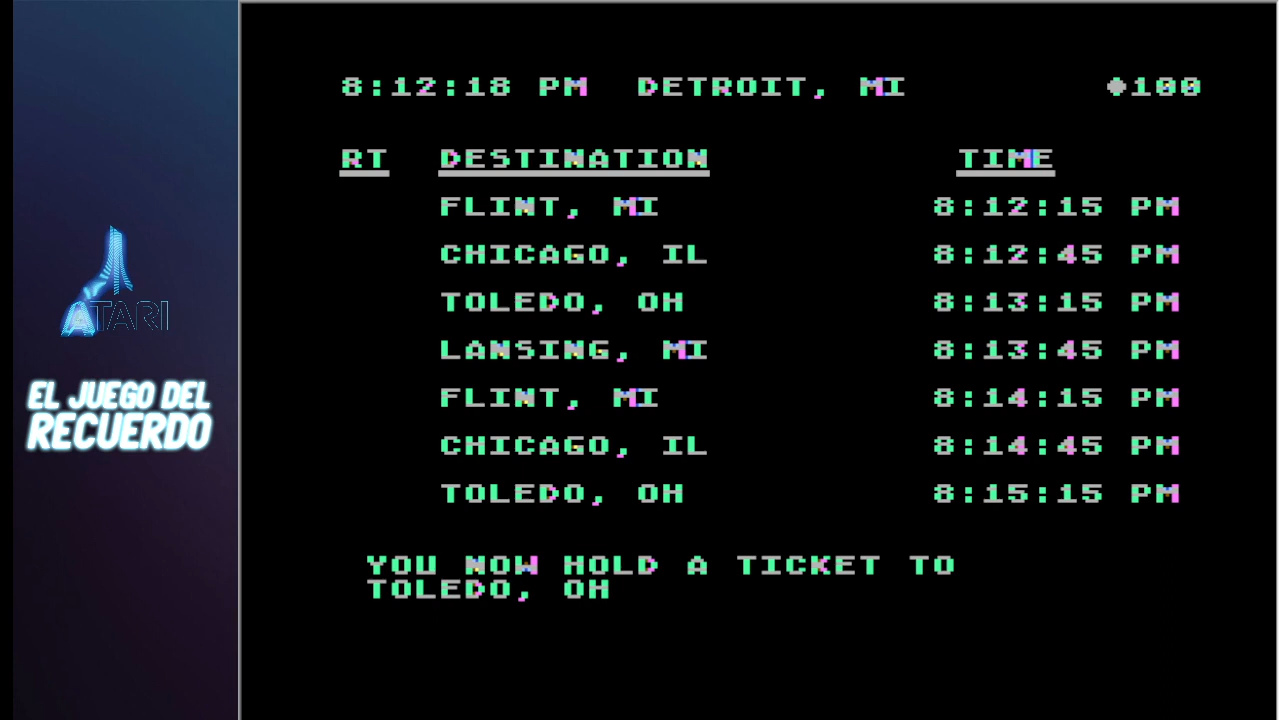 8:12:18 PM DETROIT, MI ♦100
RT DESTINATION TIME
FLINT, MI 8:12:15 PM
CHICAGO, IL 8:12:45 PM
TOLEDO, OH 8:13:15 PM
LANSING, MI 8:13:45 PM
FLINT, MI 8:14:15 PM
CHICAGO, IL 8:14:45 PM
TOLEDO, OH 8:15:15 PM
YOU NOW HOLD A TICKET TO
TOLEDO, OH
ATARI
EL JUEGO DEL
RECUERDO